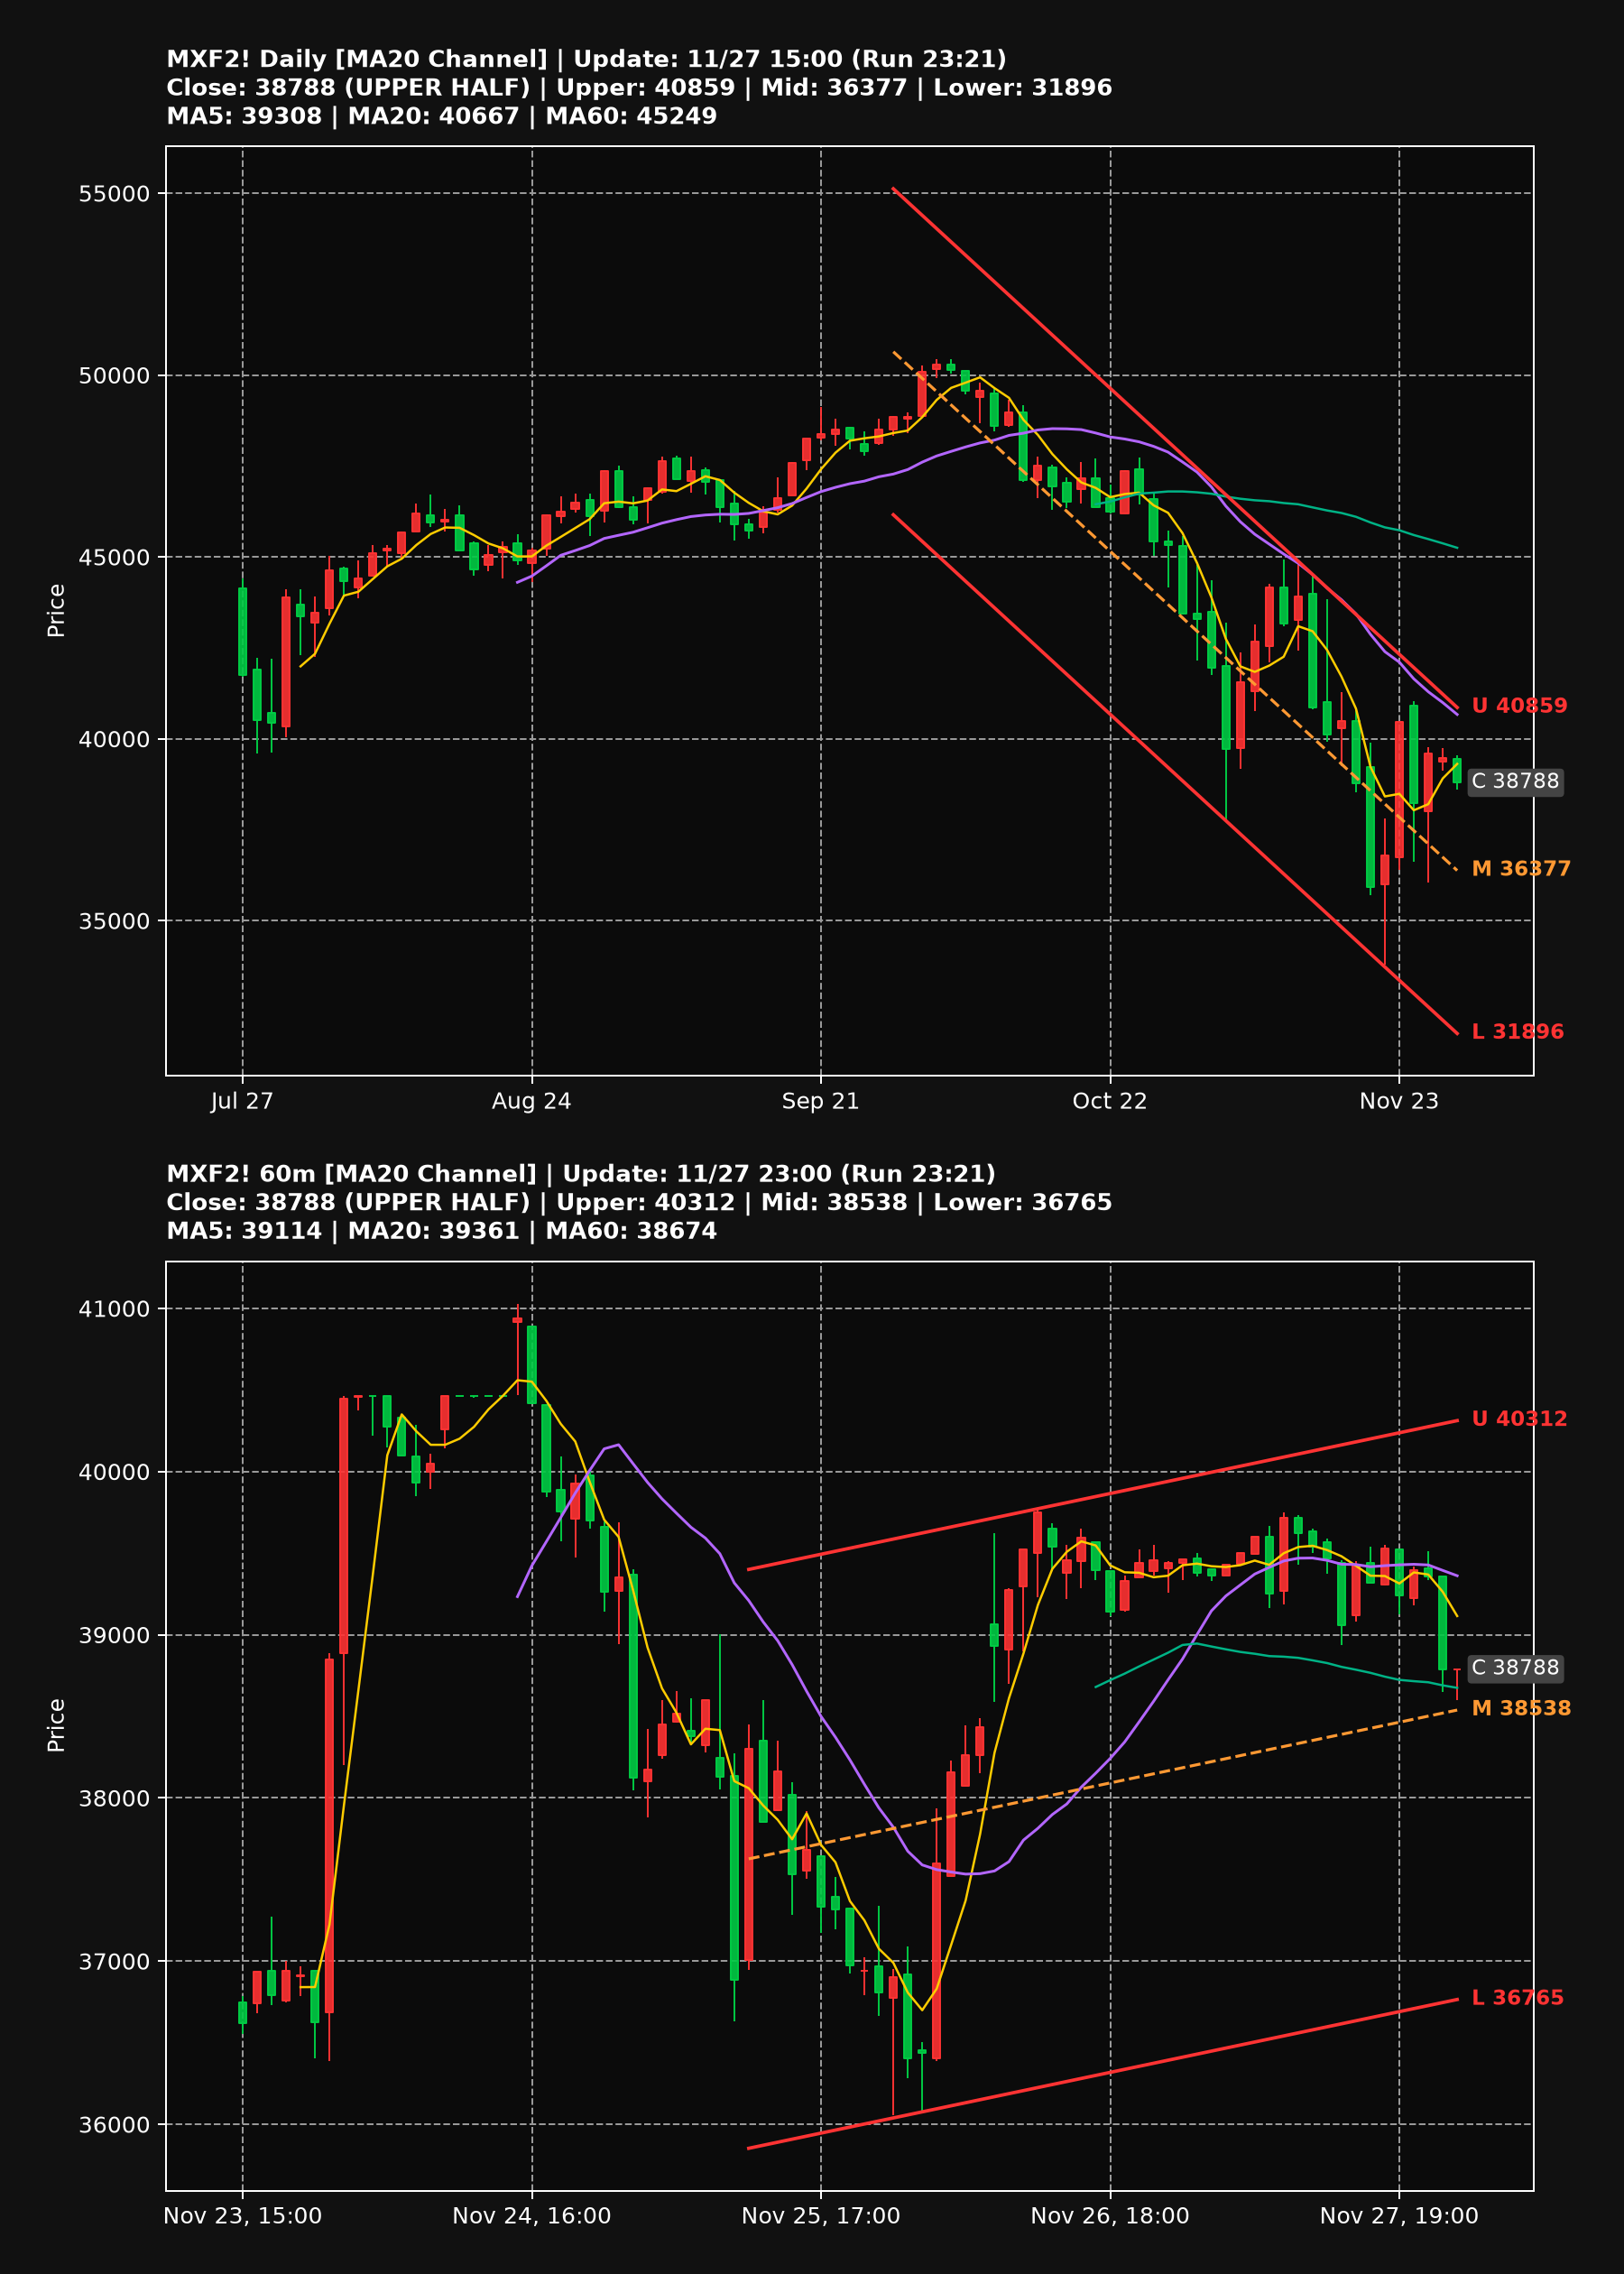 MXF2! Daily [MA20 Channel] | Update: 11/27 15:00 (Run 23:21)
Close: 38788 (UPPER HALF) | Upper: 40859 | Mid: 36377 | Lower: 31896
MA5: 39308 | MA20: 40667 | MA60: 45249
55000
50000
45000
40000
35000
Price
U 40859
C 38788
M 36377
L 31896
Jul 27
Aug 24
Sep 21
Oct 22
Nov 23
MXF2! 60m [MA20 Channel] | Update: 11/27 23:00 (Run 23:21)
Close: 38788 (UPPER HALF) | Upper: 40312 | Mid: 38538 | Lower: 36765
MA5: 39114 | MA20: 39361 | MA60: 38674
41000
40000
39000
38000
37000
36000
Price
U 40312
C 38788
M 38538
L 36765
Nov 23, 15:00
Nov 24, 16:00
Nov 25, 17:00
Nov 26, 18:00
Nov 27, 19:00